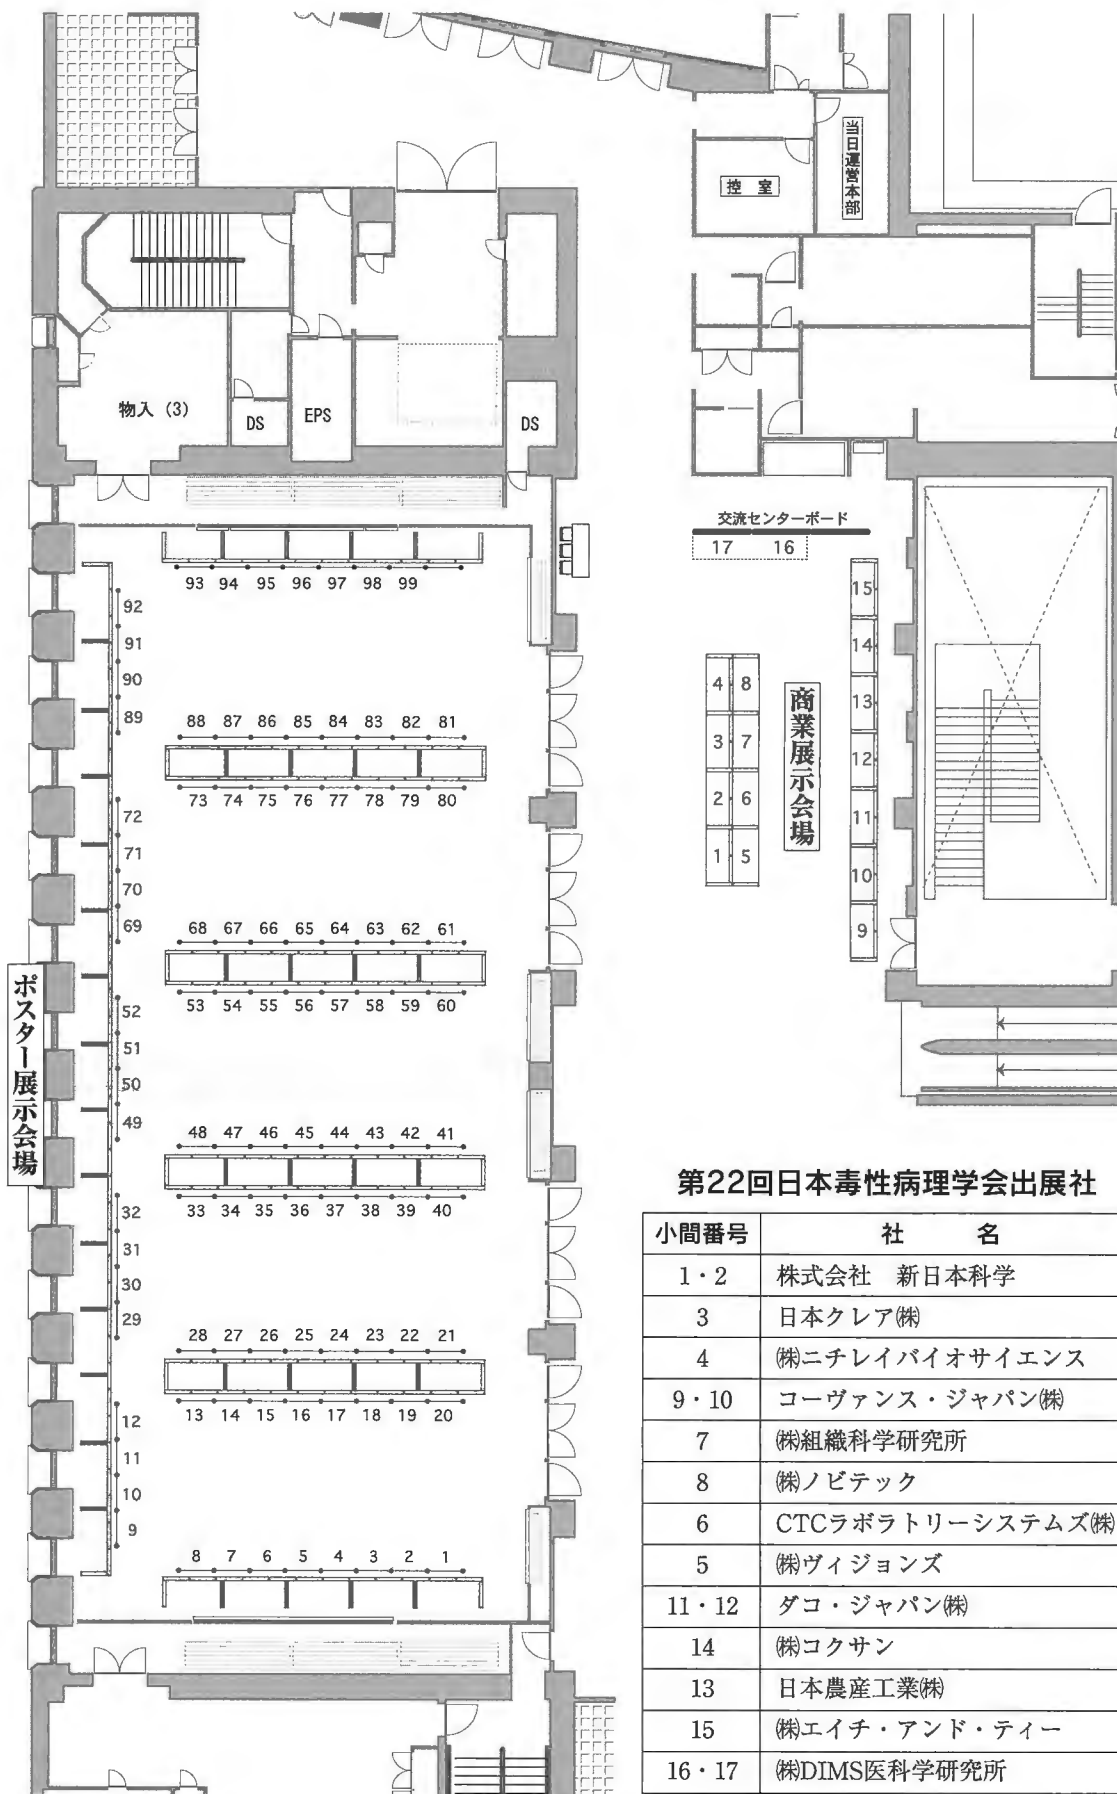 当日運営本部
控　室
物入（3）
DS
EPS
DS
交流センターボード
17 16
93 94 95 96 97 98 99
15
14
13
12
11
10
9
92
91
90
89
4 8
3 7
2 6
1 5
商業展示会場
88 87 86 85 84 83 82 81
73 74 75 76 77 78 79 80
72
71
70
69
68 67 66 65 64 63 62 61
53 54 55 56 57 58 59 60
ポスター展示会場
52
51
50
49
48 47 46 45 44 43 42 41
33 34 35 36 37 38 39 40
32
31
30
29
28 27 26 25 24 23 22 21
13 14 15 16 17 18 19 20
12
11
10
9
8 7 6 5 4 3 2 1
第22回日本毒性病理学会出展社
小間番号 社　　名
1・2 株式会社　新日本科学
3 日本クレア㈱
4 ㈱ニチレイバイオサイエンス
9・10 コーヴァンス・ジャパン㈱
7 ㈱組織科学研究所
8 ㈱ノビテック
6 CTCラボラトリーシステムズ㈱
5 ㈱ヴィジョンズ
11・12 ダコ・ジャパン㈱
14 ㈱コクサン
13 日本農産工業㈱
15 ㈱エイチ・アンド・ティー
16・17 ㈱DIMS医科学研究所